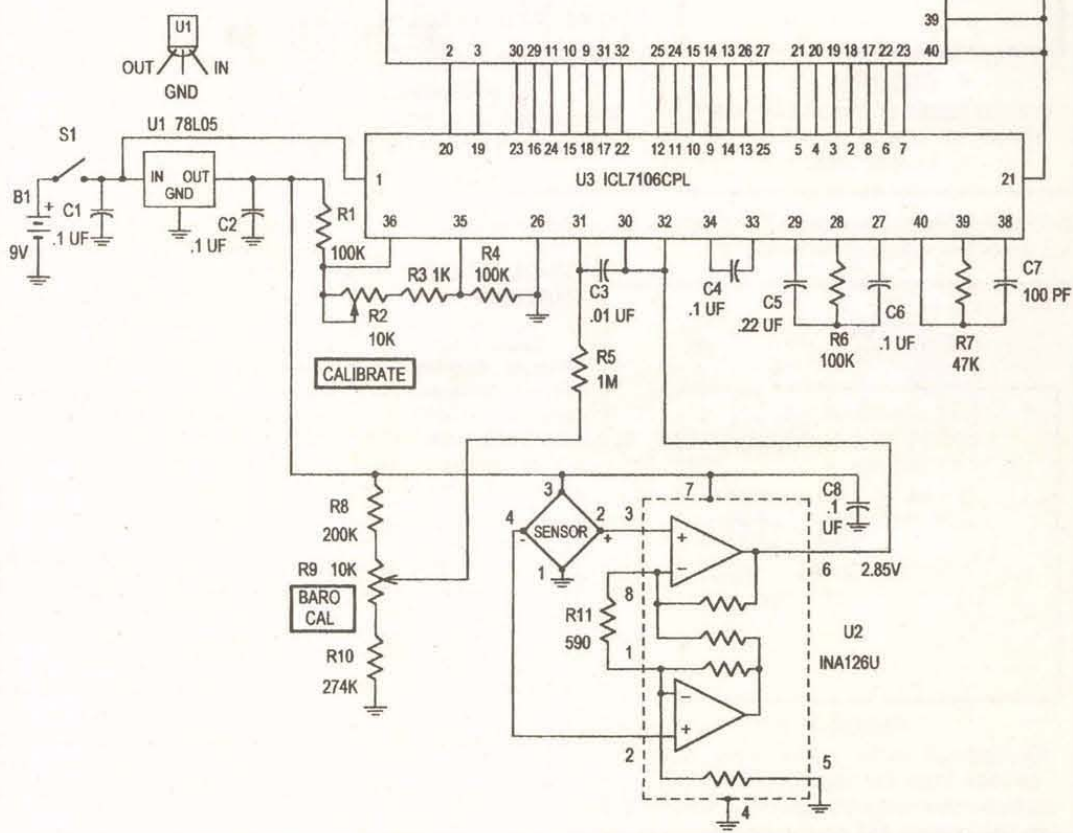 39
2 3 30 29 11 10 9 31 32 25 24 15 14 13 26 27 21 20 19 18 17 22 23 40
U1
OUT IN
GND
U1 78L05
S1
IN OUT
GND
B1
+
9V
C1
.1 UF
C2
.1 UF
20 19 23 16 24 15 18 17 22 12 11 10 9 14 13 25 5 4 3 2 8 6 7
1 U3 ICL7106CPL 21
36 35 26 31 30 32 34 33 29 28 27 40 39 38
R1
100K
R2
10K
R3 1K
R4
100K
CALIBRATE
C3
.01 UF
R5
1M
C4
.1 UF
C5
.22 UF
R6
100K
C6
.1 UF
R7
47K
C7
100 PF
R8
200K
R9 10K
BARO
CAL
R10
274K
3
4 SENSOR 2
- +
1
3 7
C8
.1
UF
+
−
6 2.85V
8
R11
590
1
U2
INA126U
−
+
2 5
4